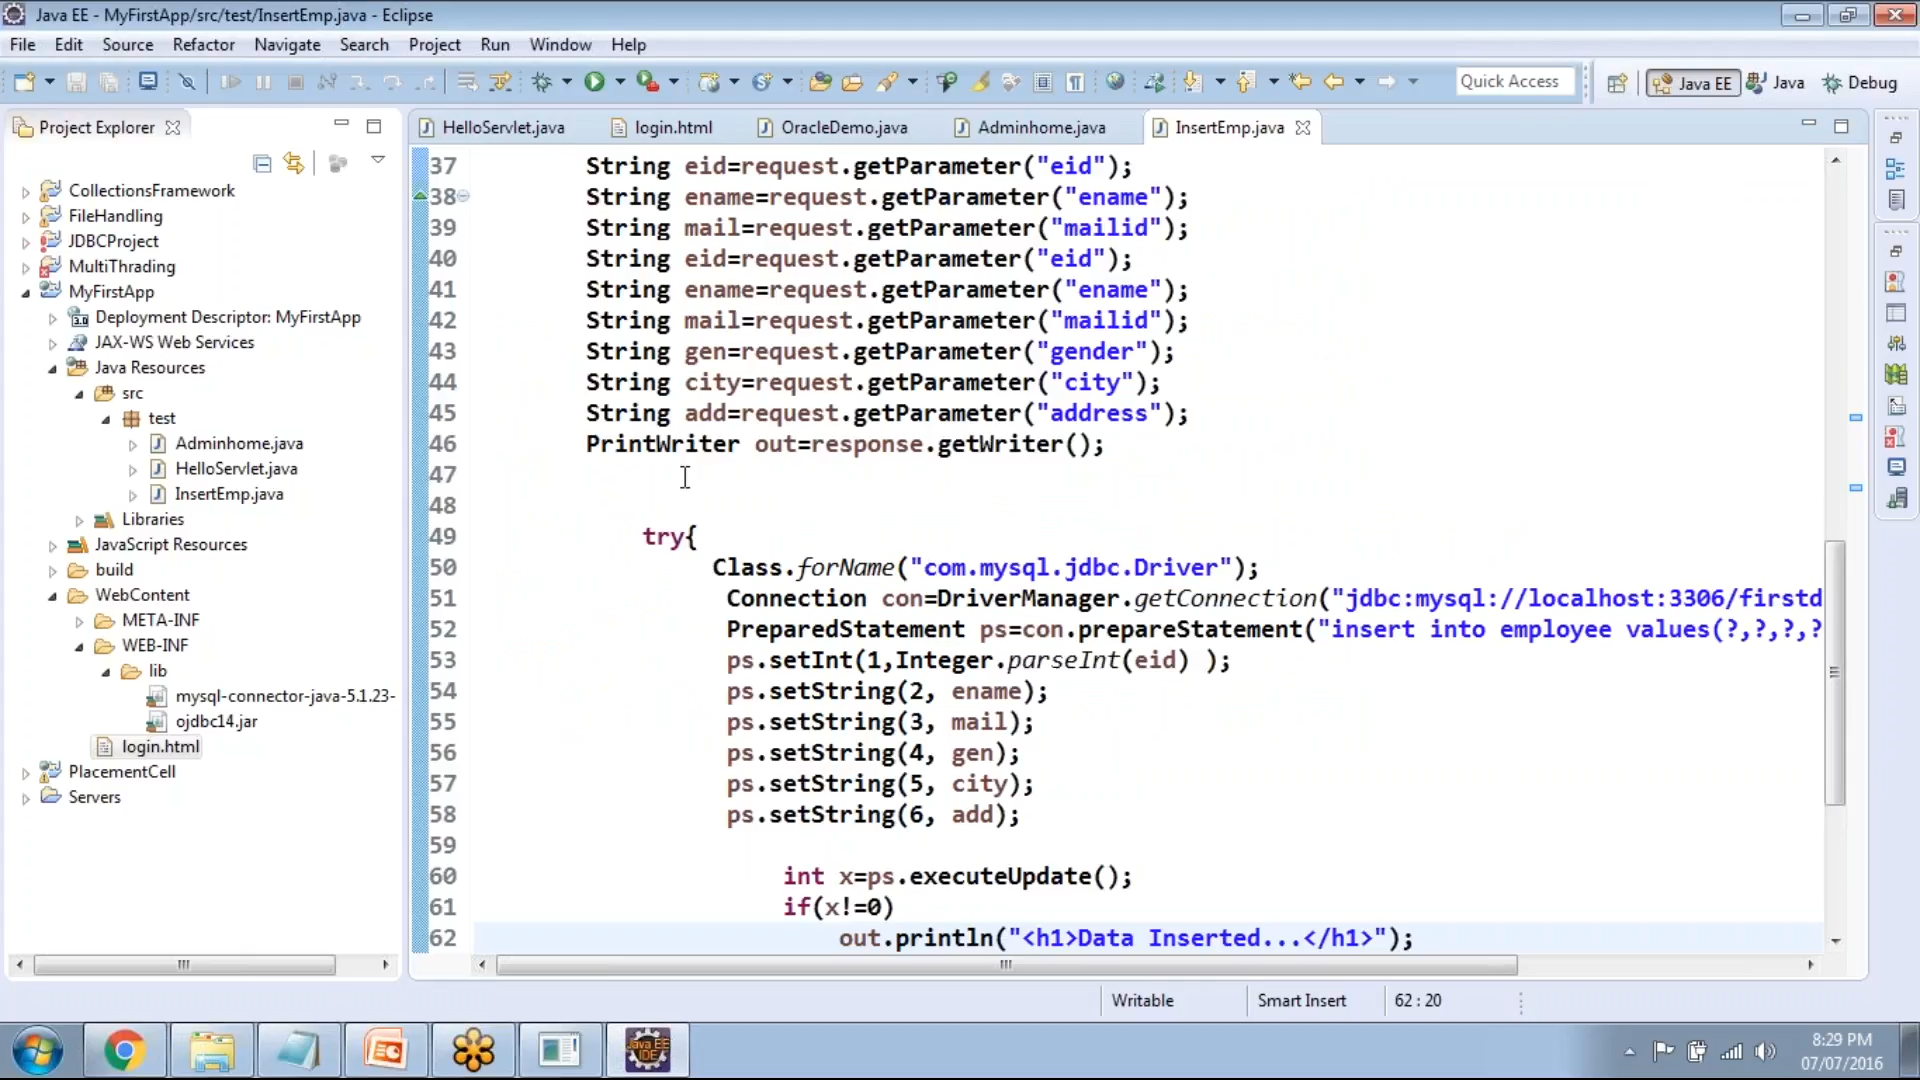 Java EE - MyFirstApp/src/test/InsertEmp.java - Eclipse
File Edit Source Refactor Navigate Search Project Run Window Help
Quick Access Java EE Java Debug
Project Explorer
CollectionsFramework
FileHandling
JDBCProject
MultiThrading
MyFirstApp
Deployment Descriptor: MyFirstApp
JAX-WS Web Services
Java Resources
src
test
Adminhome.java
HelloServlet.java
InsertEmp.java
Libraries
JavaScript Resources
build
WebContent
META-INF
WEB-INF
lib
mysql-connector-java-5.1.23-
ojdbc14.jar
login.html
PlacementCell
Servers
HelloServlet.java login.html OracleDemo.java Adminhome.java InsertEmp.java
37 String eid=request.getParameter("eid");
38 String ename=request.getParameter("ename");
39 String mail=request.getParameter("mailid");
40 String eid=request.getParameter("eid");
41 String ename=request.getParameter("ename");
42 String mail=request.getParameter("mailid");
43 String gen=request.getParameter("gender");
44 String city=request.getParameter("city");
45 String add=request.getParameter("address");
46 PrintWriter out=response.getWriter();
47
48
49 try{
50 Class.forName("com.mysql.jdbc.Driver");
51 Connection con=DriverManager.getConnection("jdbc:mysql://localhost:3306/firstd
52 PreparedStatement ps=con.prepareStatement("insert into employee values(?,?,?,?
53 ps.setInt(1,Integer.parseInt(eid) );
54 ps.setString(2, ename);
55 ps.setString(3, mail);
56 ps.setString(4, gen);
57 ps.setString(5, city);
58 ps.setString(6, add);
59
60 int x=ps.executeUpdate();
61 if(x!=0)
62 out.println("<h1>Data Inserted...</h1>");
Writable Smart Insert 62 : 20
Java EE
IDE
8:29 PM
07/07/2016